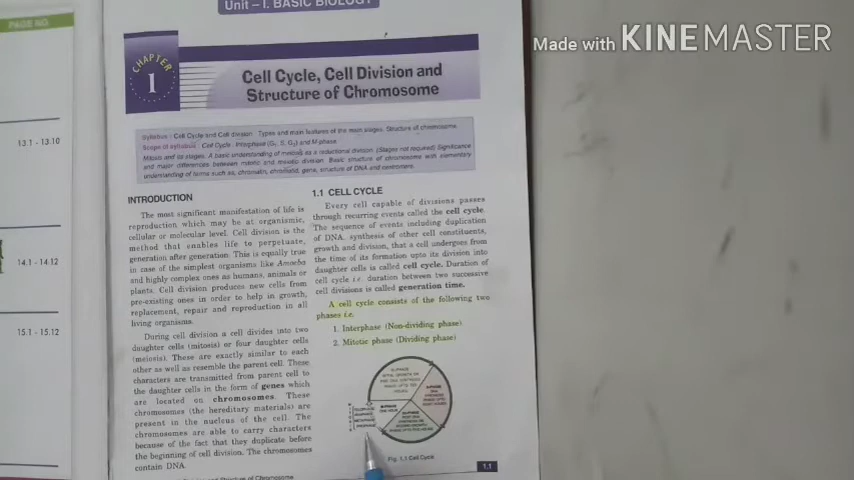 PAGE NO.
13.1 - 13.10
14.1 - 14.12
15.1 - 15.12
Unit – I. BASIC BIOLOGY
Made with KINEMASTER
CHAPTER
1
Cell Cycle, Cell Division and
Structure of Chromosome
Syllabus : Cell Cycle and Cell division. Types and main features of the main stages. Structure of chromosome.
Scope of syllabus : Cell Cycle - Interphase (G₁, S, G₂) and M-phase.
Mitosis and its stages. A basic understanding of meiosis as a reductional division. (Stages not required) Significance
and major differences between mitotic and meiotic division. Basic structure of chromosome with elementary
understanding of terms such as, chromatin, chromatid, gene, structure of DNA and centromere.
INTRODUCTION
The most significant manifestation of life is
reproduction which may be at organismic,
cellular or molecular level. Cell division is the
method that enables life to perpetuate,
generation after generation. This is equally true
in case of the simplest organisms like Amoeba
and highly complex ones as humans, animals or
plants. Cell division produces new cells from
pre-existing ones in order to help in growth,
replacement, repair and reproduction in all
living organisms.
During cell division a cell divides into two
daughter cells (mitosis) or four daughter cells
(meiosis). These are exactly similar to each
other as well as resemble the parent cell. These
characters are transmitted from parent cell to
the daughter cells in the form of genes which
are located on chromosomes. These
chromosomes (the hereditary materials) are
present in the nucleus of the cell. The
chromosomes are able to carry characters
because of the fact that they duplicate before
the beginning of cell division. The chromosomes
contain DNA.
1.1 CELL CYCLE
Every cell capable of divisions passes
through recurring events called the cell cycle.
The sequence of events including duplication
of DNA, synthesis of other cell constituents,
growth and division, that a cell undergoes from
the time of its formation upto its division into
daughter cells is called cell cycle. Duration of
cell cycle i.e. duration between two successive
cell divisions is called generation time.
A cell cycle consists of the following two
phases i.e.
1. Interphase (Non-dividing phase)
2. Mitotic phase (Dividing phase)
TELOPHASE
ANAPHASE
METAPHASE
PROPHASE
Fig. 1.1 Cell Cycle
1.1
and Structure of Chromosome